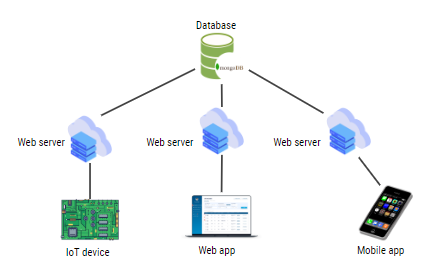 Database
mongoDB
Web server
Web server
Web server
IoT device
Web app
Mobile app